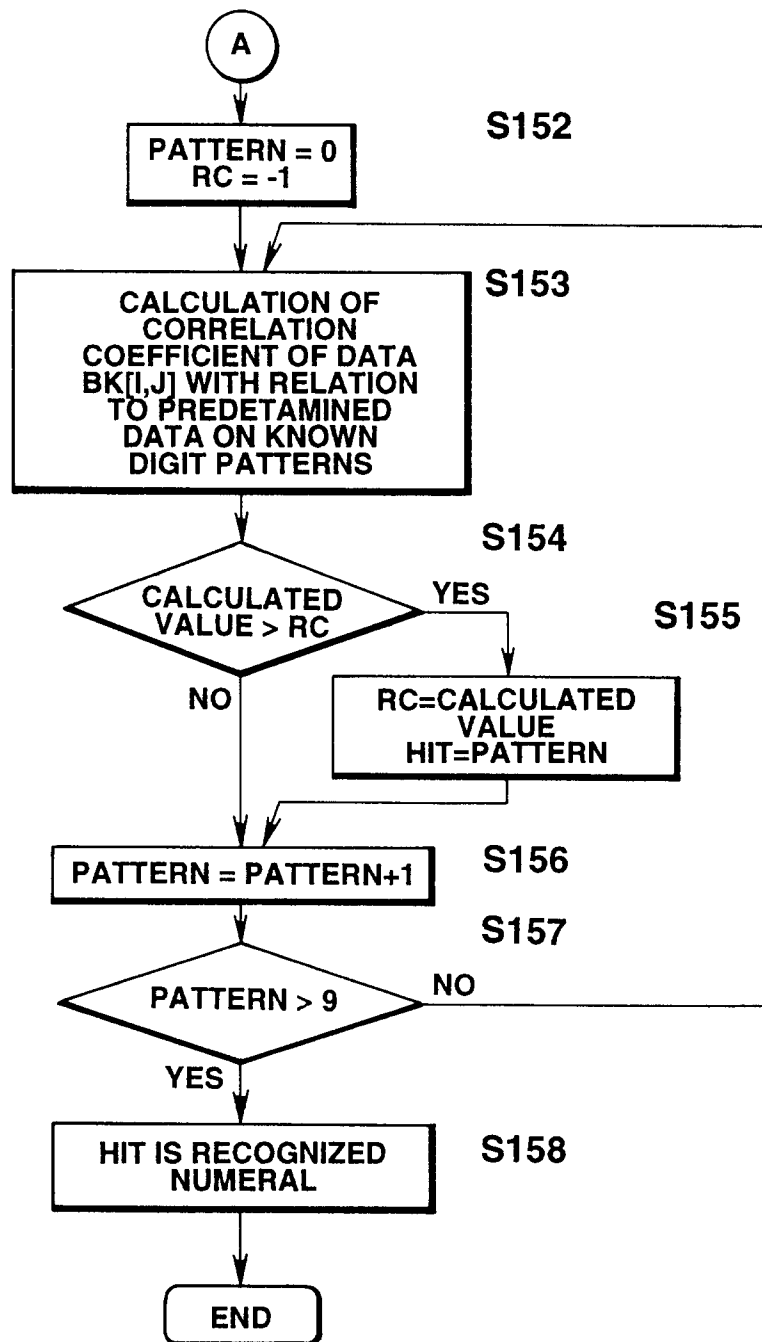 A
S152
PATTERN = 0
RC = -1
S153
CALCULATION OF
CORRELATION
COEFFICIENT OF DATA
BK[I,J] WITH RELATION
TO PREDETAMINED
DATA ON KNOWN
DIGIT PATTERNS
S154
CALCULATED
VALUE > RC
YES
S155
NO
RC=CALCULATED
VALUE
HIT=PATTERN
S156
PATTERN = PATTERN+1
S157
PATTERN > 9
NO
YES
S158
HIT IS RECOGNIZED
NUMERAL
END